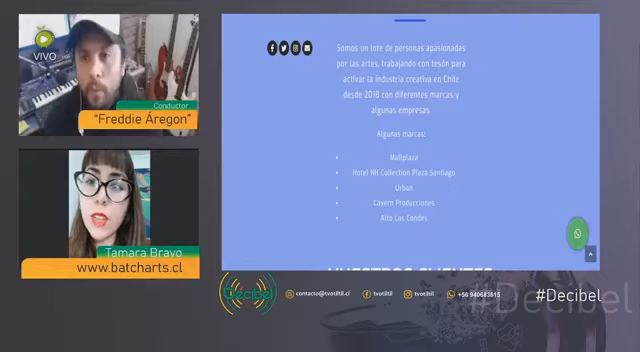 VIVO
Conductor
"Freddie Áregon"
Tamara Bravo
www.batcharts.cl
Somos un lote de personas apasionadas
por las artes, trabajando con tesón para
activar la industria creativa en Chile
desde 2018 con diferentes marcas y
algunas empresas.
Algunas marcas:
Mallplaza
Hotel NH Collection Plaza Santiago
Urban
Cavern Producciones
Alto Las Condes
NUESTROS CLIENTES
Decibel
contacto@tvotiltil.cl
tvotiltil
tvotiltil
+56 940683615
#Decibel
#Decibel